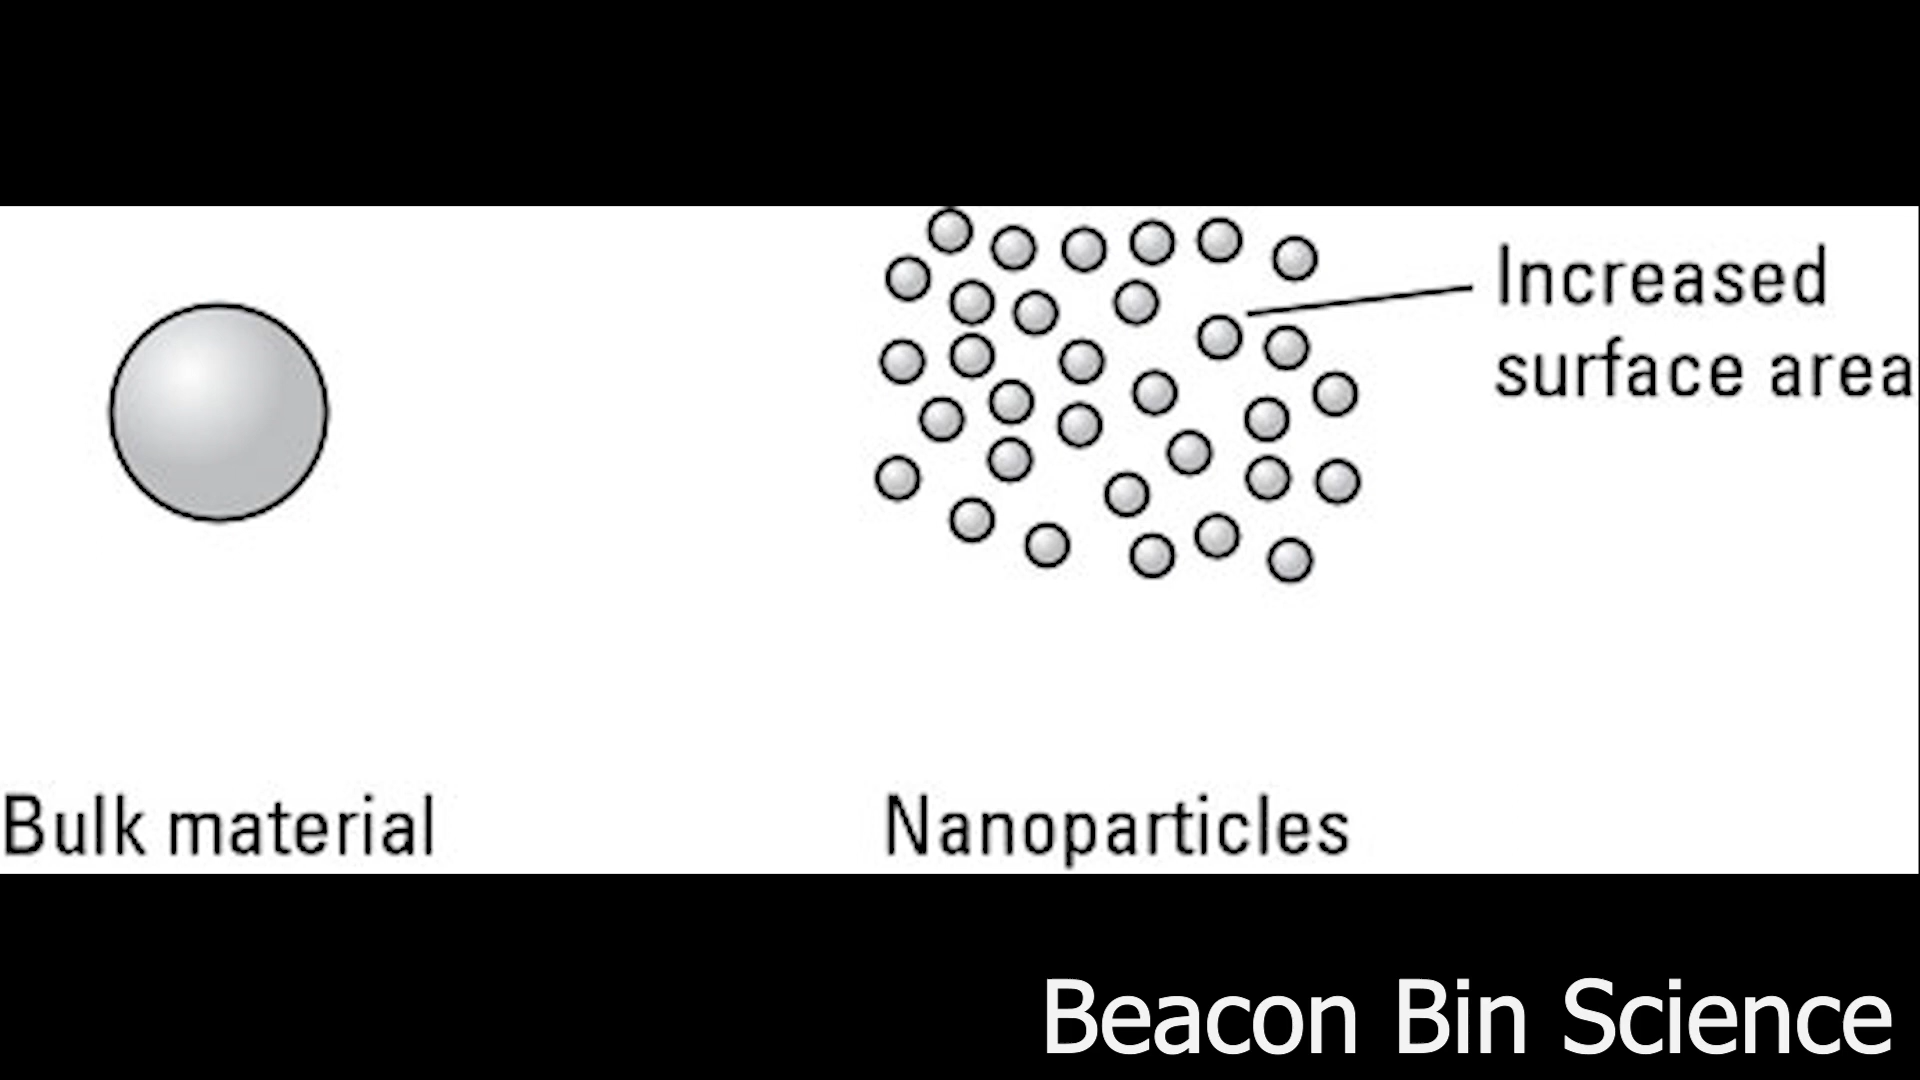 Increased
surface area
Bulk material
Nanoparticles
Beacon Bin Science